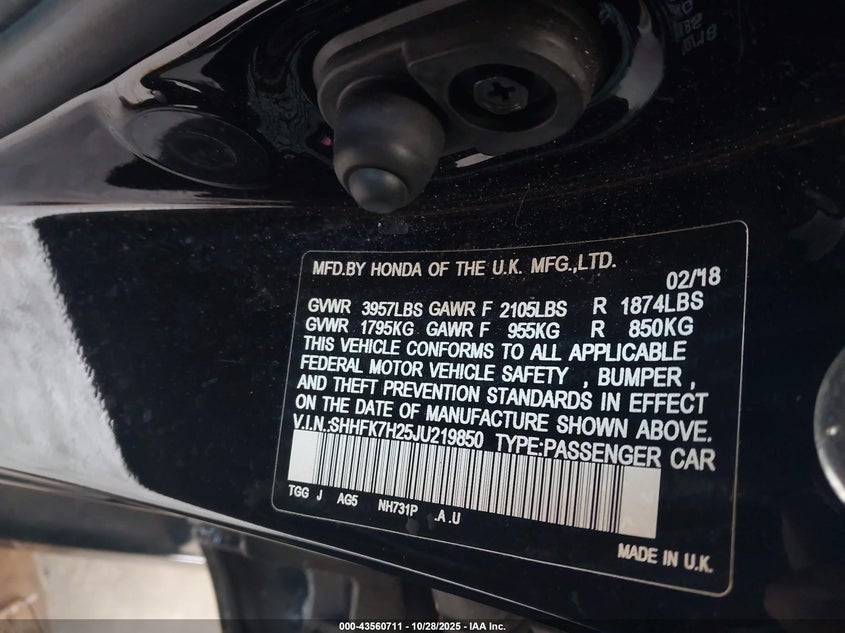 MFD.BY HONDA OF THE U.K. MFG.,LTD.
02/18
GVWR 3957LBS GAWR F 2105LBS R 1874LBS
GVWR 1795KG GAWR F 955KG R 850KG
THIS VEHICLE CONFORMS TO ALL APPLICABLE
FEDERAL MOTOR VEHICLE SAFETY , BUMPER ,
AND THEFT PREVENTION STANDARDS IN EFFECT
ON THE DATE OF MANUFACTURE SHOWN ABOVE.
V.I.N.:SHHFK7H25JU219850 TYPE:PASSENGER CAR
TGG J AG5 NH731P .A .U
MADE IN U.K.
000-43560711 - 10/28/2025 - IAA Inc.